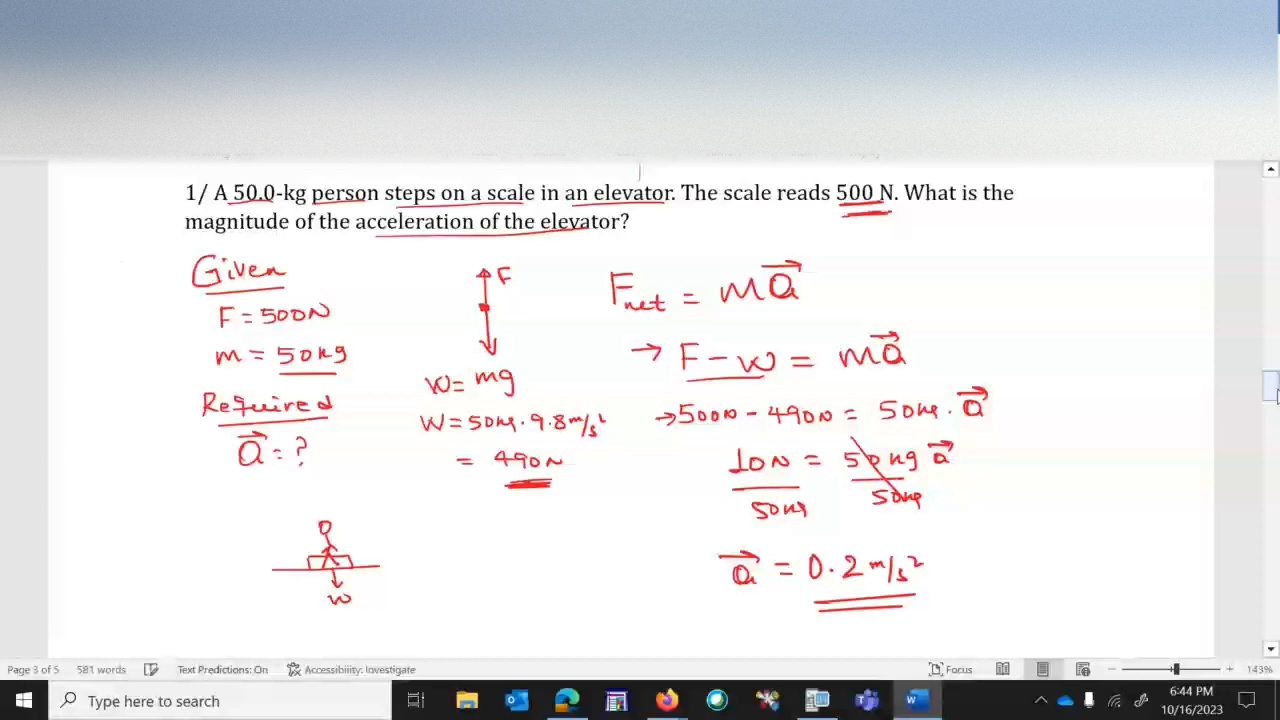 1/ A 50.0-kg person steps on a scale in an elevator. The scale reads 500 N. What is the
magnitude of the acceleration of the elevator?
Given
F = 500N
m = 50kg
Required
a = ?
W
F
W = mg
W = 50kg . 9.8 m/s²
= 490N
Fnet = ma
→ F - W = ma
→ 500N - 490N = 50kg . a
10N = 50kg a
50kg 50kg
a = 0.2 m/s²
Page 3 of 5 581 words Text Predictions: On Accessibility: Investigate Focus 143%
Type here to search
6:44 PM
10/16/2023